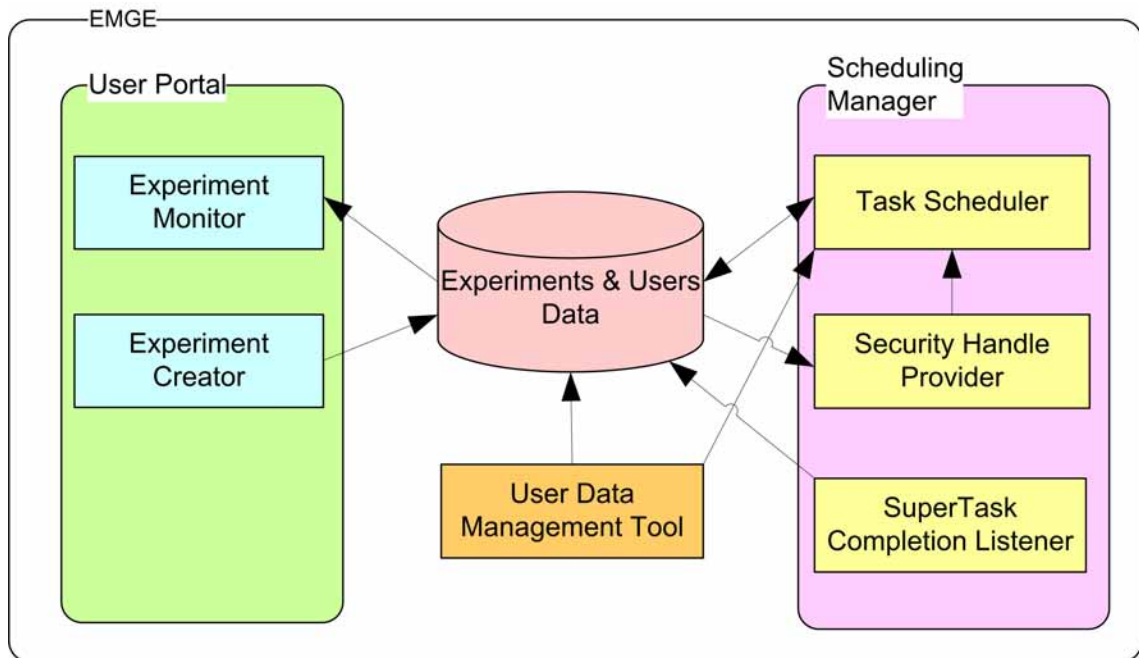 EMGE
User Portal
Scheduling
Manager
Experiment
Monitor
Task Scheduler
Experiments & Users
Data
Experiment
Creator
Security Handle
Provider
User Data
Management Tool
SuperTask
Completion Listener